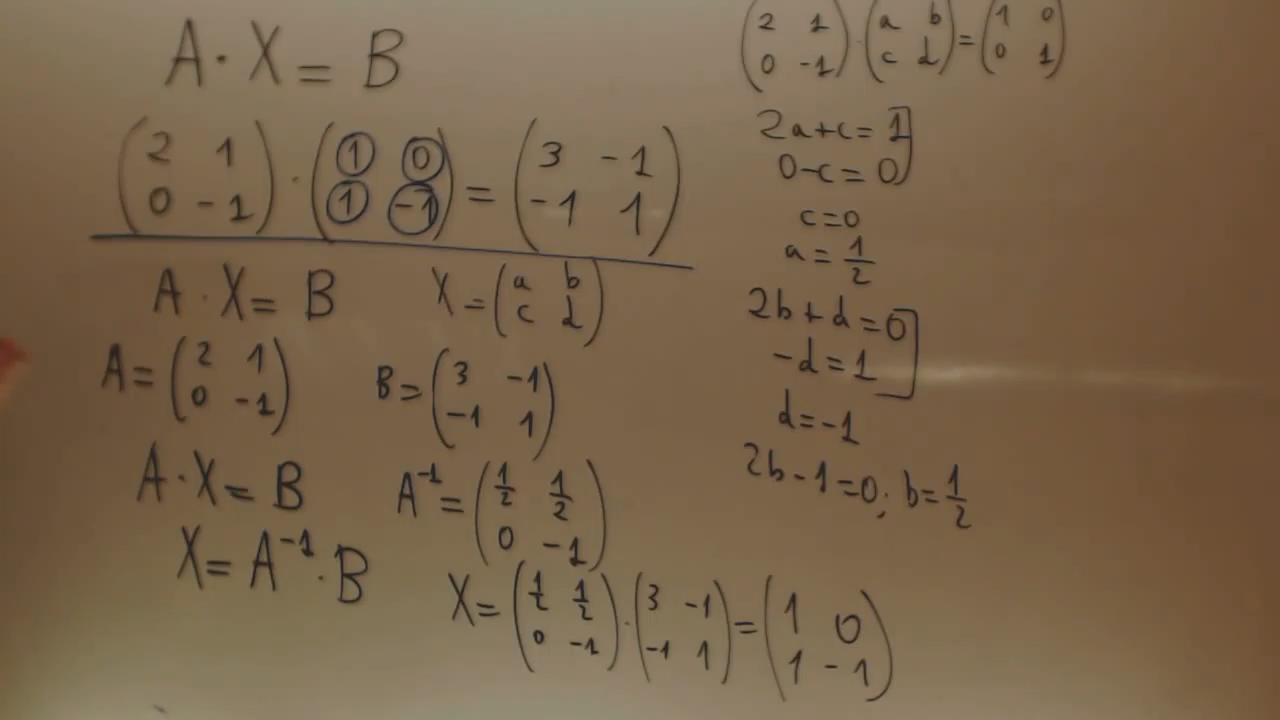 A · X = B
(2 1; 0 -1) · (1 0; 1 -1) = (3 -1; -1 1)
A · X = B X = (a b; c d)
A = (2 1; 0 -1) B = (3 -1; -1 1)
A · X = B A⁻¹ = (1/2 1/2; 0 -1)
X = A⁻¹ · B
X = (1/2 1/2; 0 -1) · (3 -1; -1 1) = (1 0; 1 -1)
(2 1; 0 -1) · (a b; c d) = (1 0; 0 1)
2a+c = 1
0-c = 0
c=0
a = 1/2
2b + d = 0
-d = 1
d = -1
2b - 1 = 0; b = 1/2